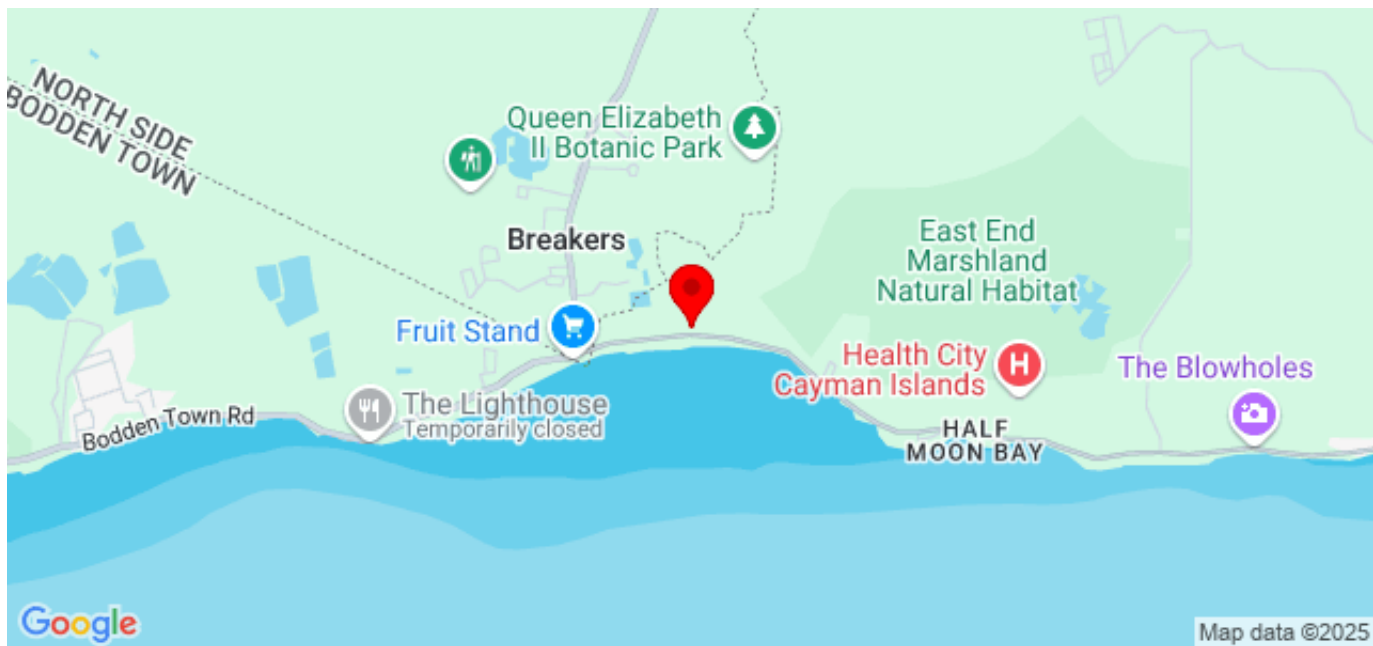 NORTH SIDE
BODDEN TOWN
Queen Elizabeth
II Botanic Park
Breakers
East End
Marshland
Natural Habitat
Fruit Stand
Health City
Cayman Islands
The Blowholes
The Lighthouse
Temporarily closed
Bodden Town Rd
HALF
MOON BAY
Google
Map data ©2025